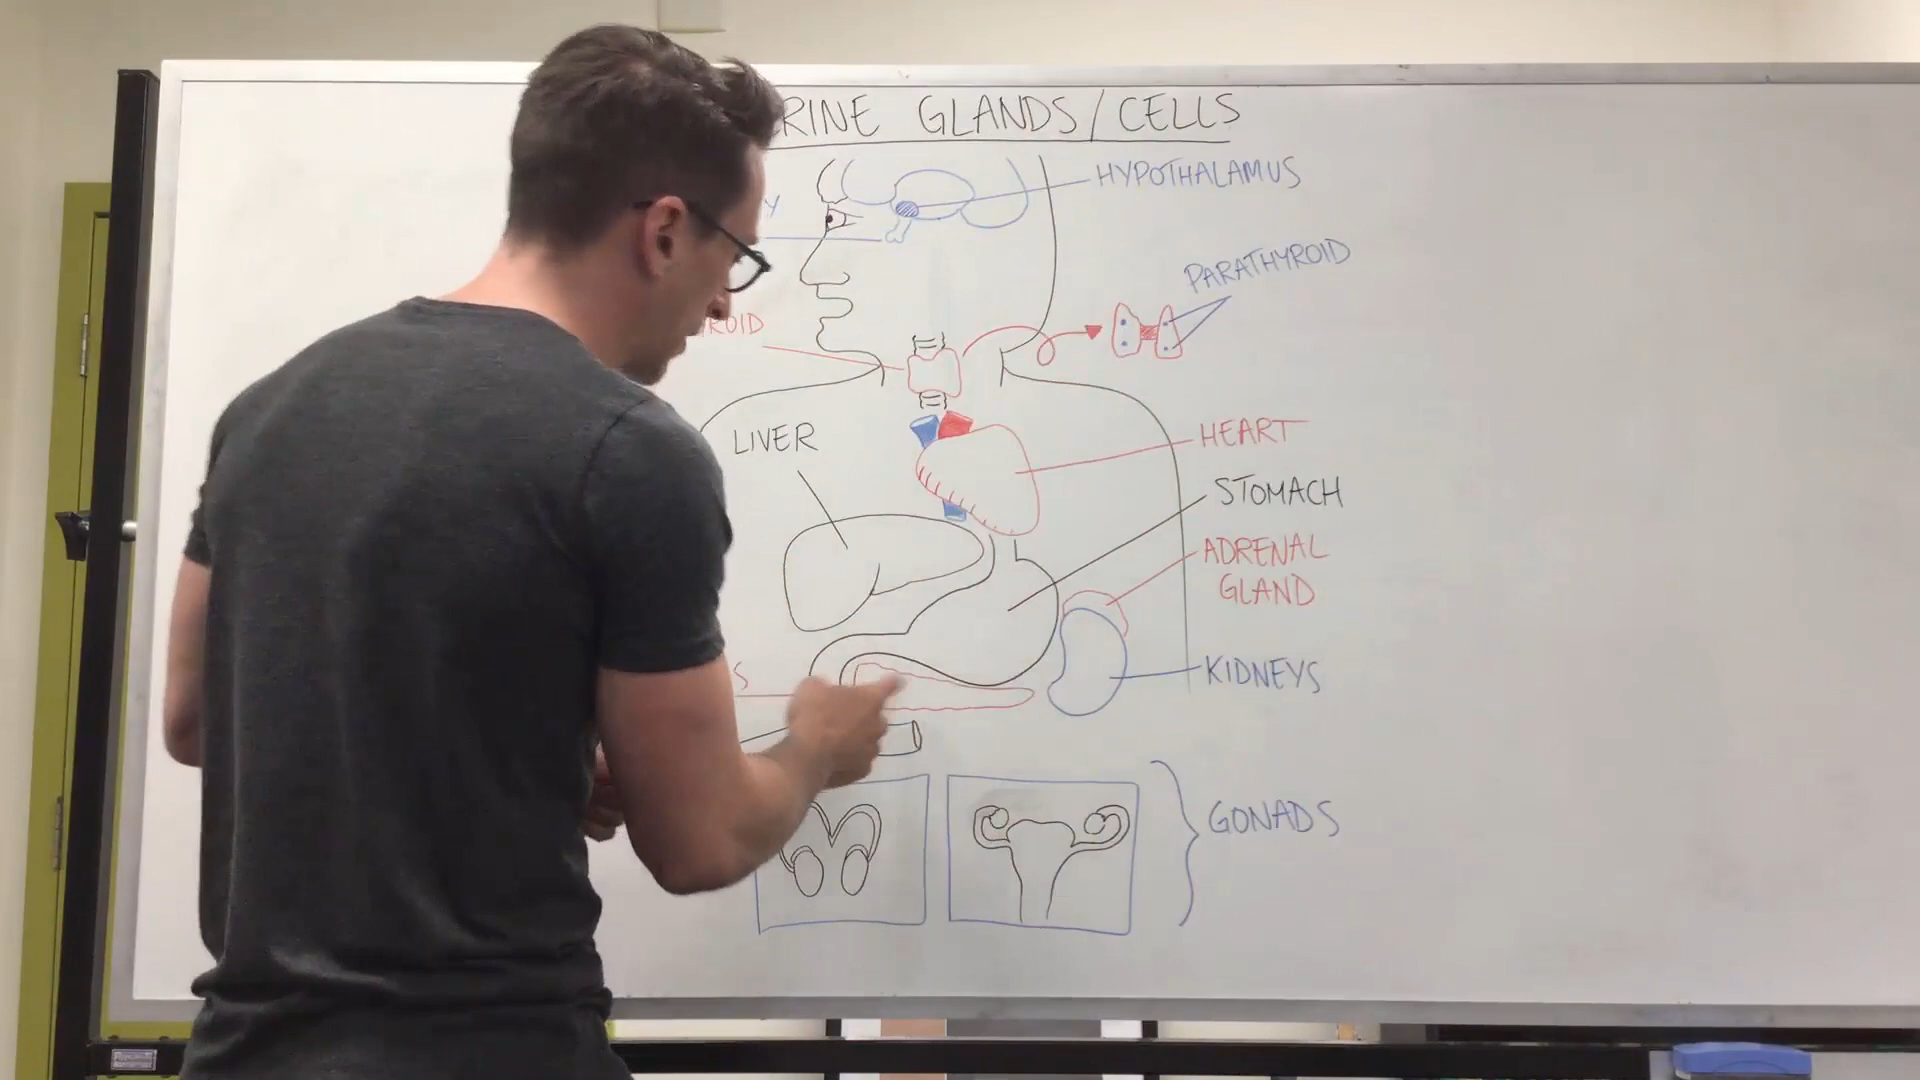 RINE GLANDS/CELLS
HYPOTHALAMUS
Y
PARATHYROID
ROID
HEART
LIVER
STOMACH
ADRENAL
GLAND
S
KIDNEYS
GONADS